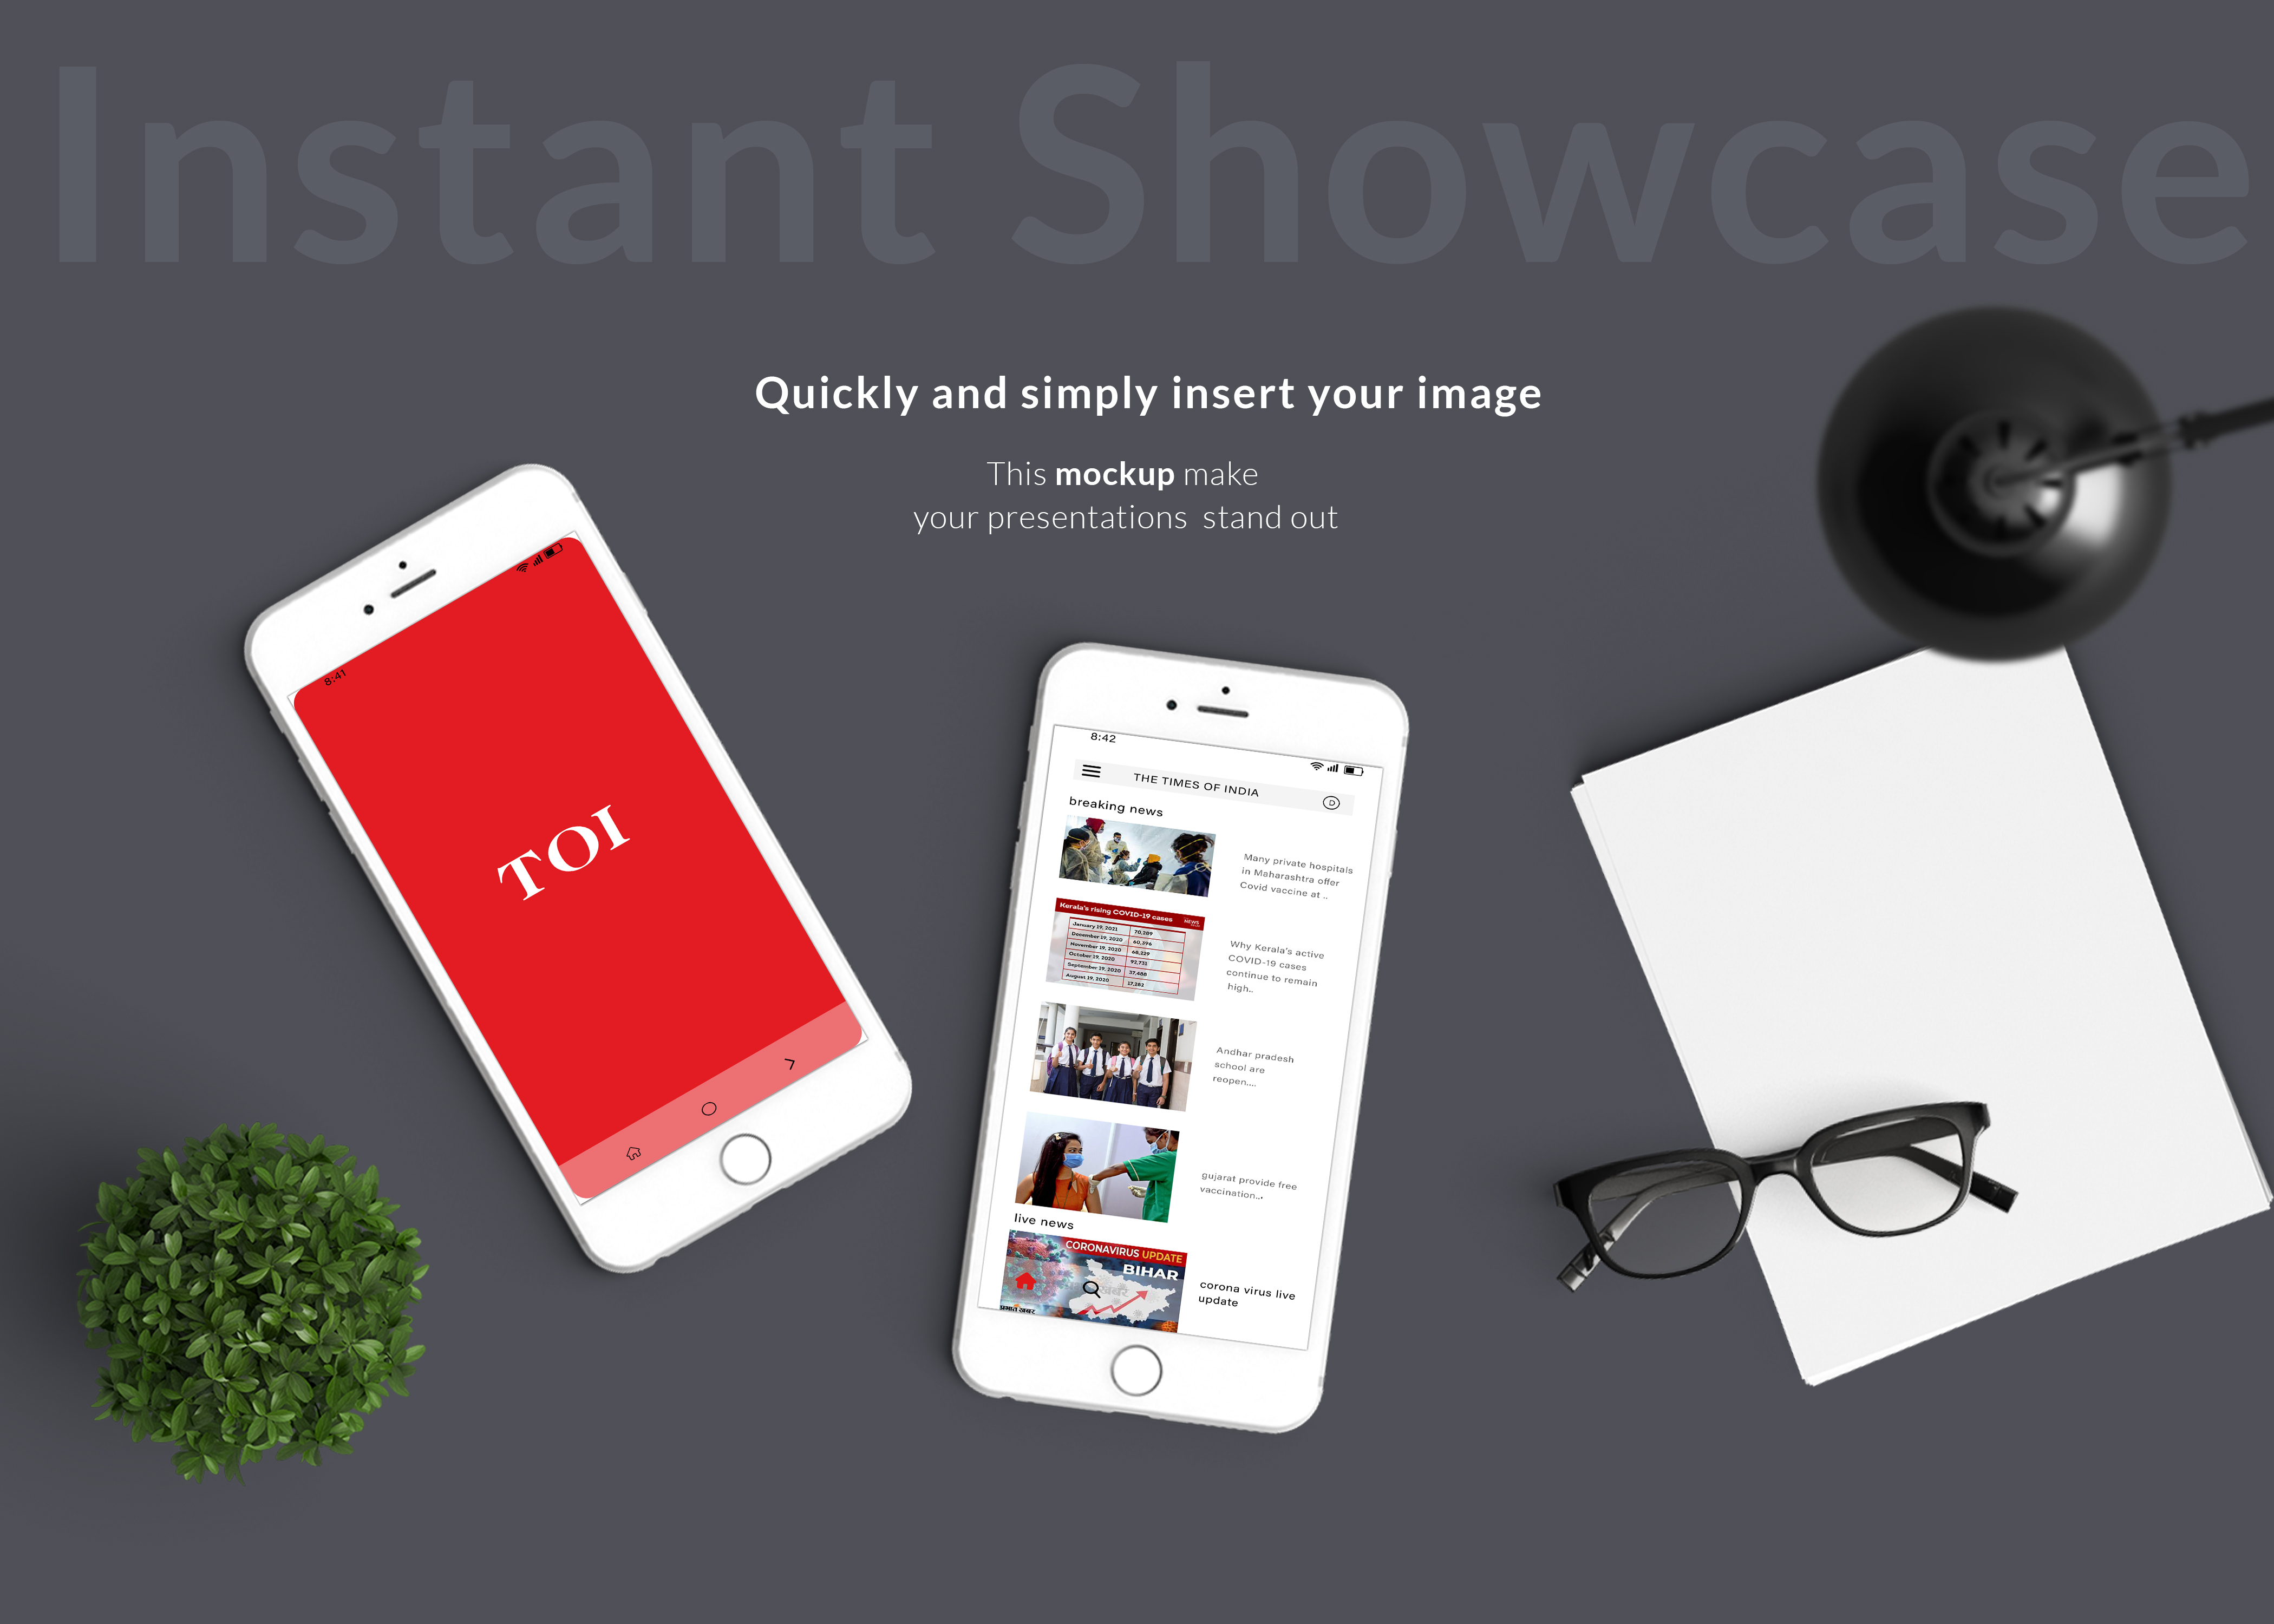 Instant Showcase
Quickly and simply insert your image
This mockup make
your presentations stand out
8:41
TOI
8:42
THE TIMES OF INDIA
D
breaking news
Many private hospitals
in Maharashtra offer
Covid vaccine at ..
Kerala's rising COVID-19 cases
NEWS
January 19, 2021 70,289
December 19, 2020 60,396
November 19, 2020 68,229
October 19, 2020 92,731
September 19, 2020 37,488
August 19, 2020 17,282
Why Kerala's active
COVID-19 cases
continue to remain
high..
Andhar pradesh
school are
reopen....
gujarat provide free
vaccination...
live news
CORONAVIRUS UPDATE
BIHAR
प्रभात खबर
corona virus live
update